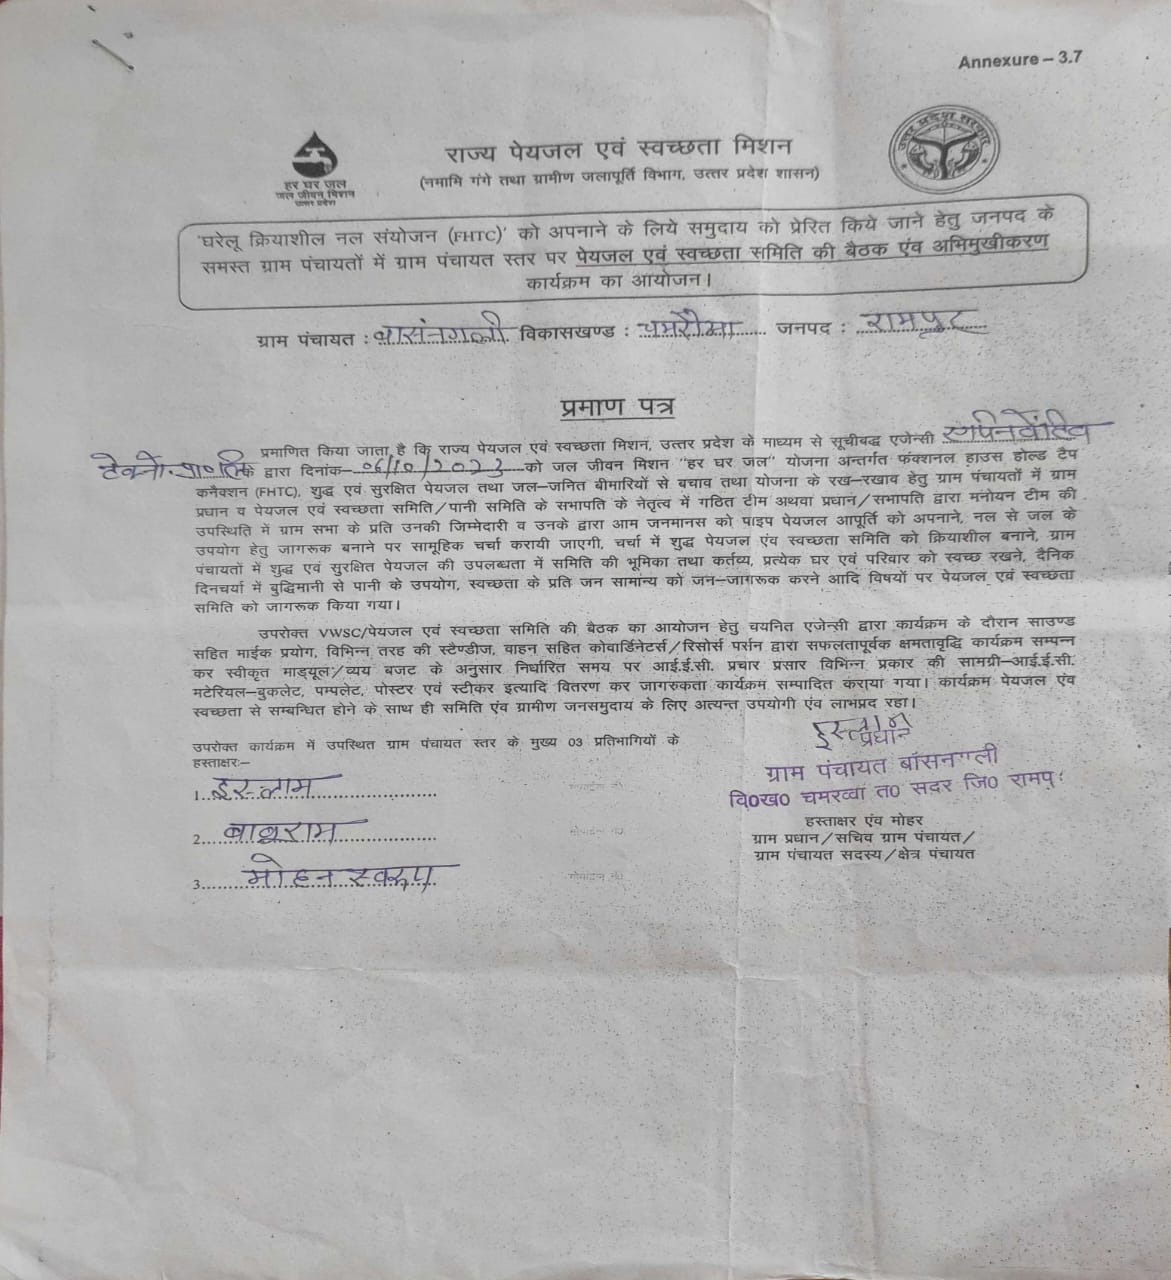 Annexure – 3.7
हर घर जल
जल जीवन मिशन
उत्तर प्रदेश
उत्तर प्रदेश सरकार
राज्य पेयजल एवं स्वच्छता मिशन
(नमामि गंगे तथा ग्रामीण जलापूर्ति विभाग, उत्तर प्रदेश शासन)
'घरेलू क्रियाशील नल संयोजन (FHTC)' को अपनाने के लिये समुदाय को प्रेरित किये जाने हेतु जनपद के
समस्त ग्राम पंचायतों में ग्राम पंचायत स्तर पर पेयजल एवं स्वच्छता समिति की बैठक एंव अभिमुखीकरण
कार्यक्रम का आयोजन।
ग्राम पंचायत : बासंनगली विकासखण्ड : चमरौमा जनपद : रामपुर
प्रमाण पत्र
प्रमाणित किया जाता है कि राज्य पेयजल एवं स्वच्छता मिशन, उत्तर प्रदेश के माध्यम से सूचीबद्ध एजेन्सी
टेक्नो प्रा० लि० के द्वारा दिनांक– 06/10/2023 को जल जीवन मिशन "हर घर जल" योजना अन्तर्गत फंक्शनल हाउस होल्ड टैप
कनैक्शन (FHTC), शुद्ध एवं सुरक्षित पेयजल तथा जल–जनित बीमारियों से बचाव तथा योजना के रख–रखाव हेतु ग्राम पंचायतों में ग्राम
प्रधान व पेयजल एवं स्वच्छता समिति/पानी समिति के सभापति के नेतृत्व में गठित टीम अथवा प्रधान/सभापति द्वारा मनोयन टीम की
उपस्थिति में ग्राम सभा के प्रति उनकी जिम्मेदारी व उनके द्वारा आम जनमानस को पाइप पेयजल आपूर्ति को अपनाने, नल से जल के
उपयोग हेतु जागरूक बनाने पर सामूहिक चर्चा करायी जाएगी, चर्चा में शुद्ध पेयजल एंव स्वच्छता समिति को क्रियाशील बनाने, ग्राम
पंचायतों में शुद्ध एवं सुरक्षित पेयजल की उपलब्धता में समिति की भूमिका तथा कर्तव्य, प्रत्येक घर एवं परिवार को स्वच्छ रखने, दैनिक
दिनचर्या में बुद्धिमानी से पानी के उपयोग, स्वच्छता के प्रति जन सामान्य को जन–जागरूक करने आदि विषयों पर पेयजल एवं स्वच्छता
समिति को जागरूक किया गया।
उपरोक्त VWSC/पेयजल एवं स्वच्छता समिति की बैठक का आयोजन हेतु चयनित एजेन्सी द्वारा कार्यक्रम के दौरान साउण्ड
सहित माईक प्रयोग, विभिन्न तरह की स्टैण्डीज, वाहन सहित कोवार्डिनेटर्स/रिसोर्स पर्सन द्वारा सफलतापूर्वक क्षमतावृद्धि कार्यक्रम सम्पन्न
कर स्वीकृत माड्यूल/व्यय बजट के अनुसार निर्धारित समय पर आई.ई.सी. प्रचार प्रसार विभिन्न प्रकार की सामग्री–आई.ई.सी.
मटेरियल–बुकलेट, पम्पलेट, पोस्टर एवं स्टीकर इत्यादि वितरण कर जागरुकता कार्यक्रम सम्पादित कराया गया। कार्यक्रम पेयजल एंव
स्वच्छता से सम्बन्धित होने के साथ ही समिति एंव ग्रामीण जनसमुदाय के लिए अत्यन्त उपयोगी एंव लाभप्रद रहा।
उपरोक्त कार्यक्रम में उपस्थित ग्राम पंचायत स्तर के मुख्य 03 प्रतिभागियों के
हस्ताक्षर:–
1. इस्लाम
2. बाबूराम
3. मोहन स्वरूप
प्रधान
ग्राम पंचायत
वि०ख० चमरव्वा त० सदर जि०
हस्ताक्षर एंव मोहर
ग्राम प्रधान/सचिव ग्राम पंचायत/
ग्राम पंचायत सदस्य/क्षेत्र पंचायत